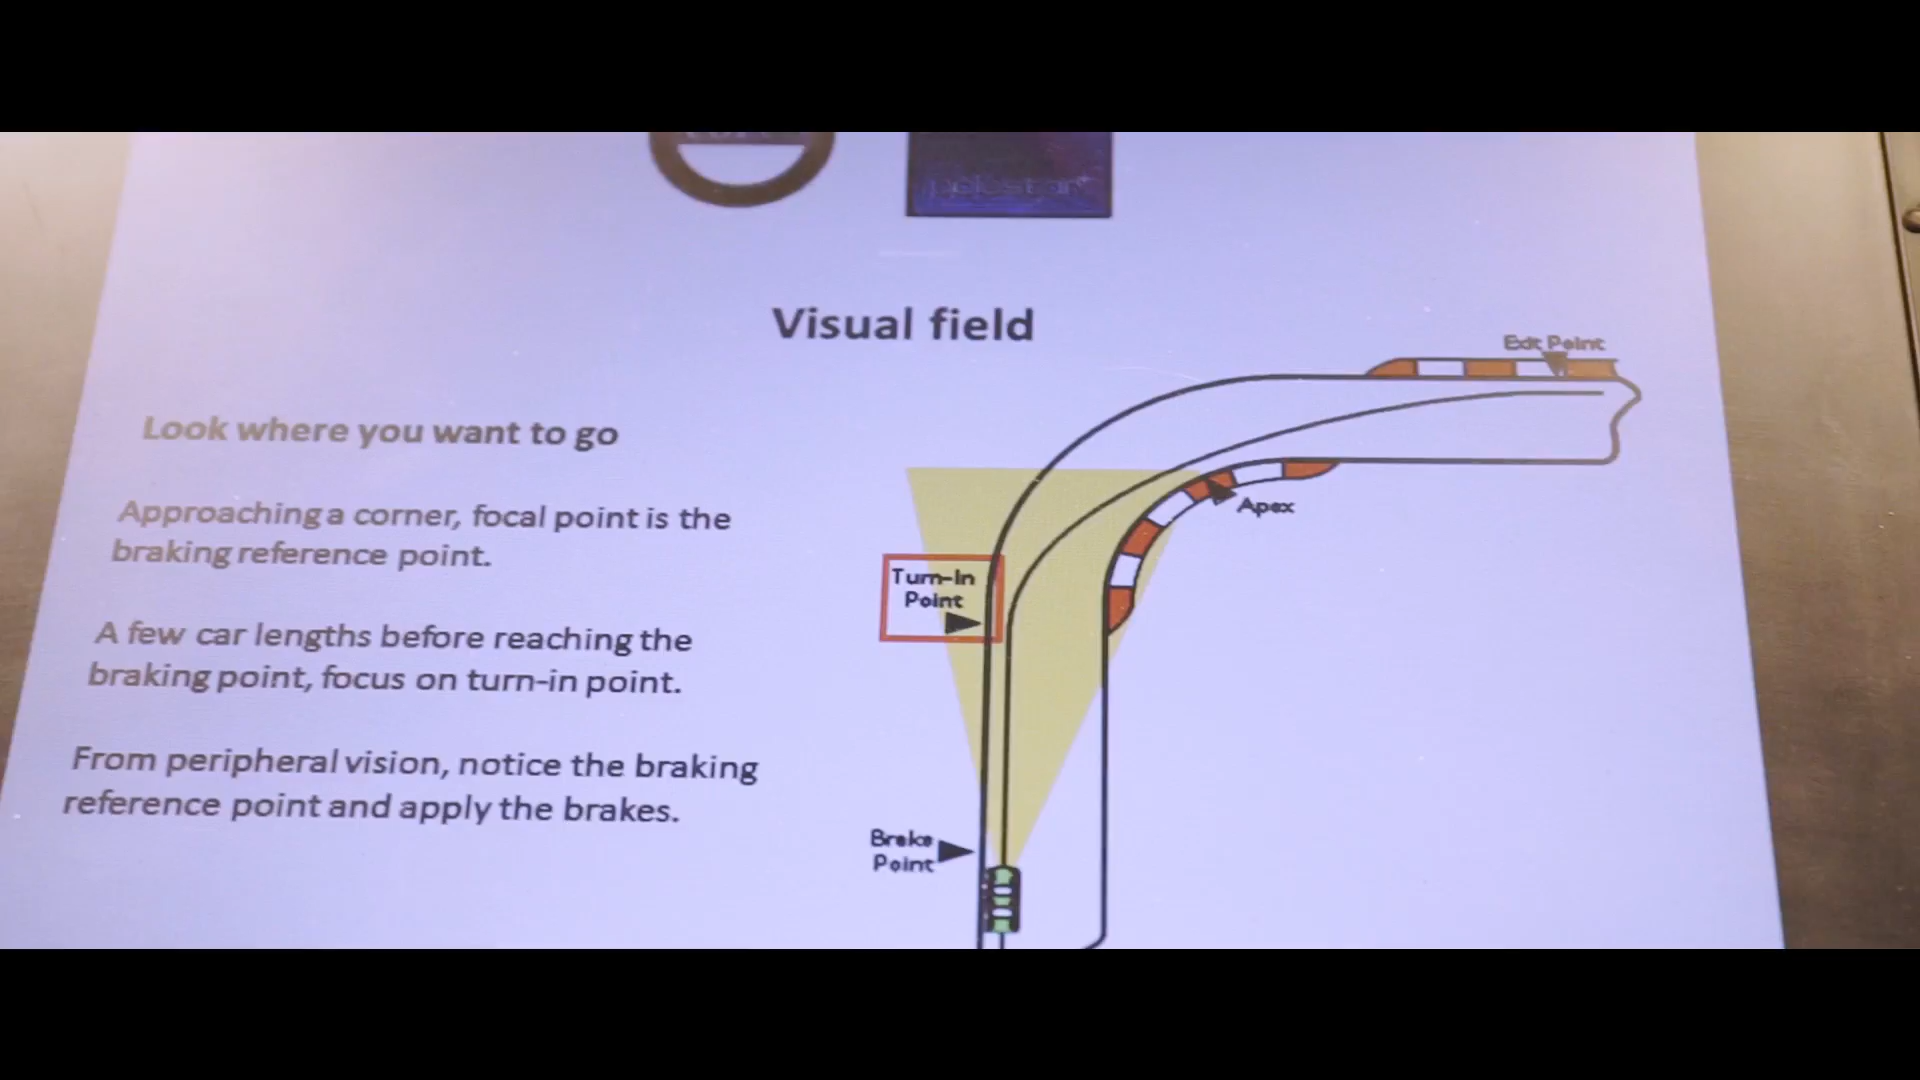 polestar
Visual field
Exit Point
Look where you want to go
Approaching a corner, focal point is the
braking reference point.
Apex
Turn-In
Point
A few car lengths before reaching the
braking point, focus on turn-in point.
From peripheral vision, notice the braking
reference point and apply the brakes.
Brake
Point